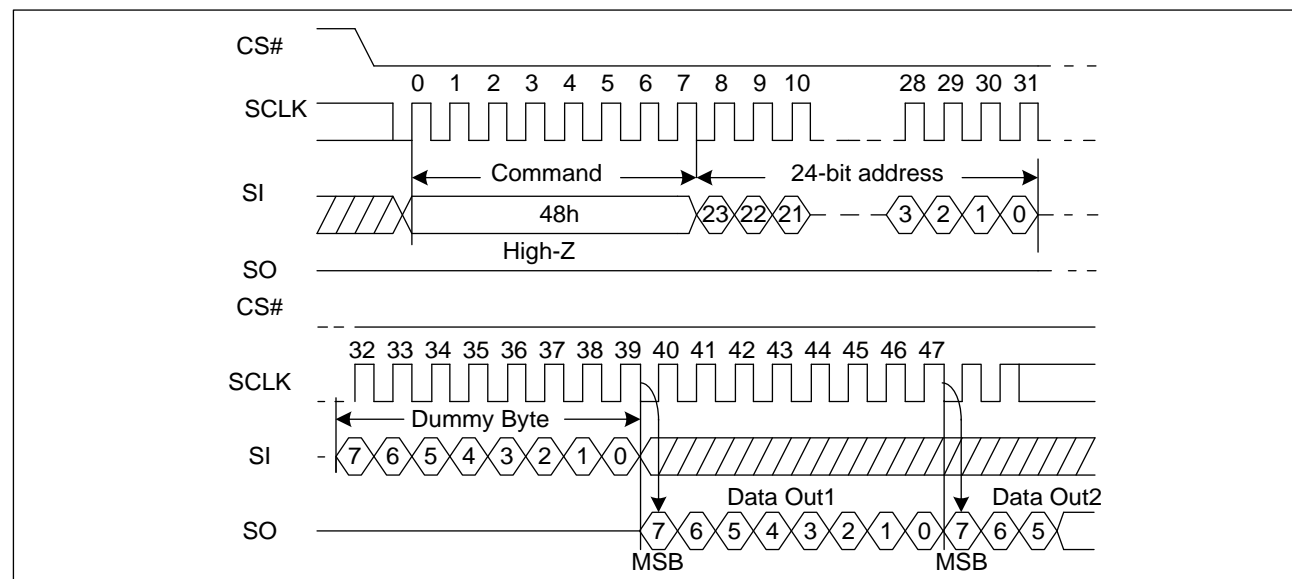 CS#
0 1 2 3 4 5 6 7 8 9 10 28 29 30 31
SCLK
Command 24-bit address
SI
48h 23 22 21 3 2 1 0
High-Z
SO
CS#
32 33 34 35 36 37 38 39 40 41 42 43 44 45 46 47
SCLK
Dummy Byte
SI 7 6 5 4 3 2 1 0
Data Out1 Data Out2
SO 7 6 5 4 3 2 1 0 7 6 5
MSB MSB